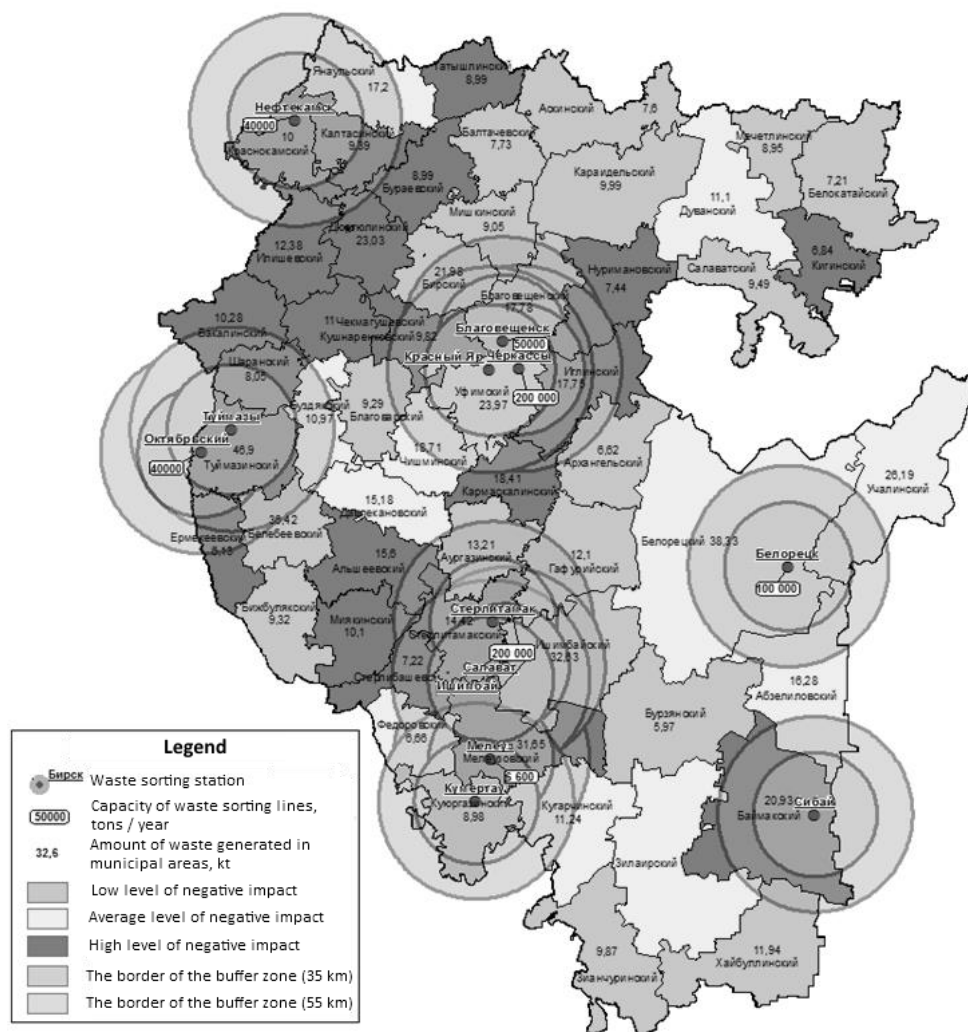 Татышлинский
8,99
Янаульский
17,2
Нефтекамск
40000
10
Краснокамский
Калтасинский
9,39
Аскинский
7,6
Балтачевский
7,73
Мечетлинский
8,95
7,21
Белокатайский
8,99
Бураевский
Караидельский
9,99
11,1
Дуванский
Мишкинский
9,05
Дюртюлинский
23,03
12,38
Илишевский
6,84
Кигинский
Нуримановский
7,44
Салаватский
9,49
21,98
Бирский
Благовещенский
17,78
10,28
Бакалинский
11
Чекмагушевский
Кушнаренковский
9,82
Благовещенск
50000
Красный Яр
Черкассы
Иглинский
17,75
200 000
Уфимский
23,97
Шаранский
8,05
Буздякский
10,97
9,29
Благоварский
Туймазы
Октябрьский
46,9
Туймазинский
40000
Чишминский
6,62
Архангельский
18,41
Кармаскалинский
26,19
Учалинский
15,18
Давлекановский
Белебеевский
Ермекеевский
Белорецкий
38,33
Белорецк
100 000
13,21
Аургазинский
12,1
Гафурийский
15,6
Альшеевский
Бижбулякский
9,32
Миякинский
10,1
Стерлитамак
14,42
Стерлитамакский
Ишимбайский
200 000
7,22
Салават
Ишимбай
16,28
Абзелиловский
Бурзянский
5,97
Федоровский
6,66
Мелеуз
31,65
Кумертау
Куюргазинский
8,98
Кугарчинский
11,24
20,93
Баймакский
Сибай
Зилаирский
9,87
Зианчуринский
11,94
Хайбуллинский
Legend
Бирск
Waste sorting station
50000
Capacity of waste sorting lines,
tons / year
32,6
Amount of waste generated in
municipal areas, kt
Low level of negative impact
Average level of negative impact
High level of negative impact
The border of the buffer zone (35 km)
The border of the buffer zone (55 km)